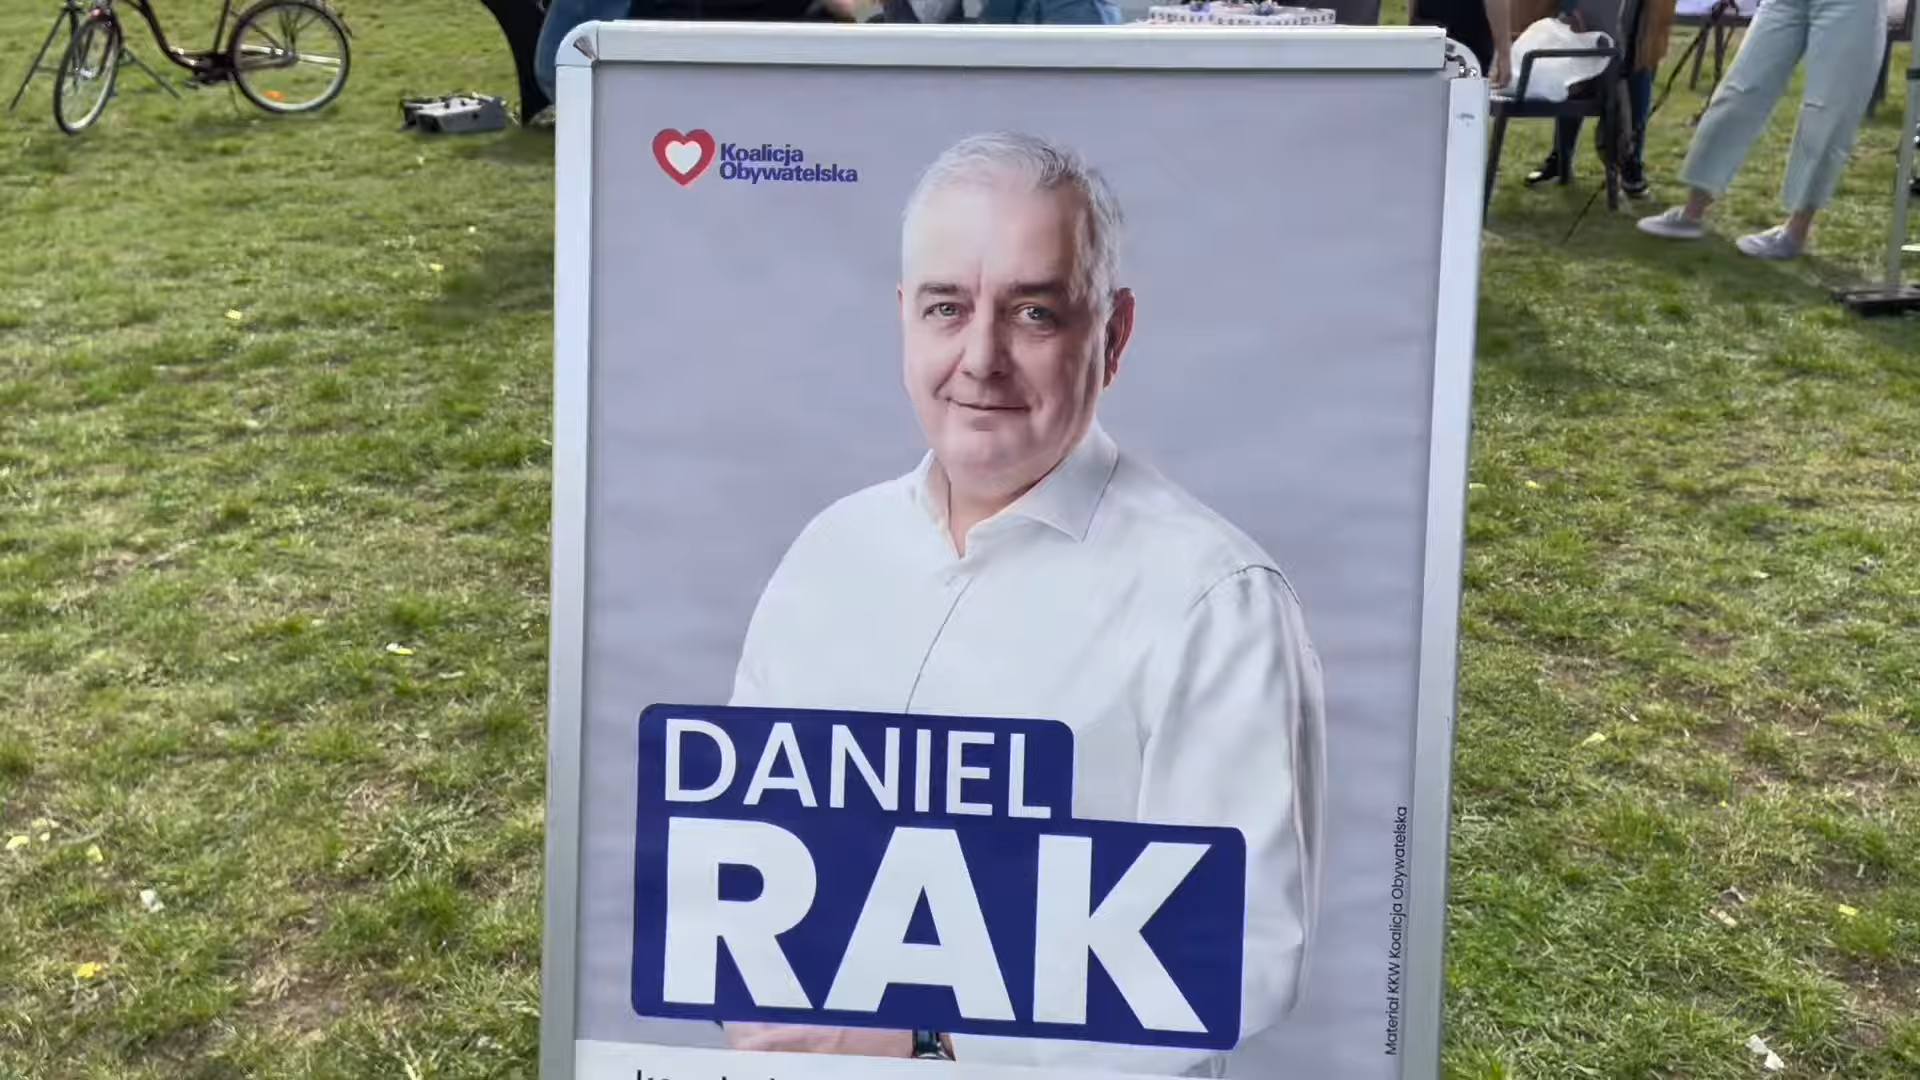 Koalicja
Obywatelska
DANIEL
RAK
Materiał KKW Koalicja Obywatelska